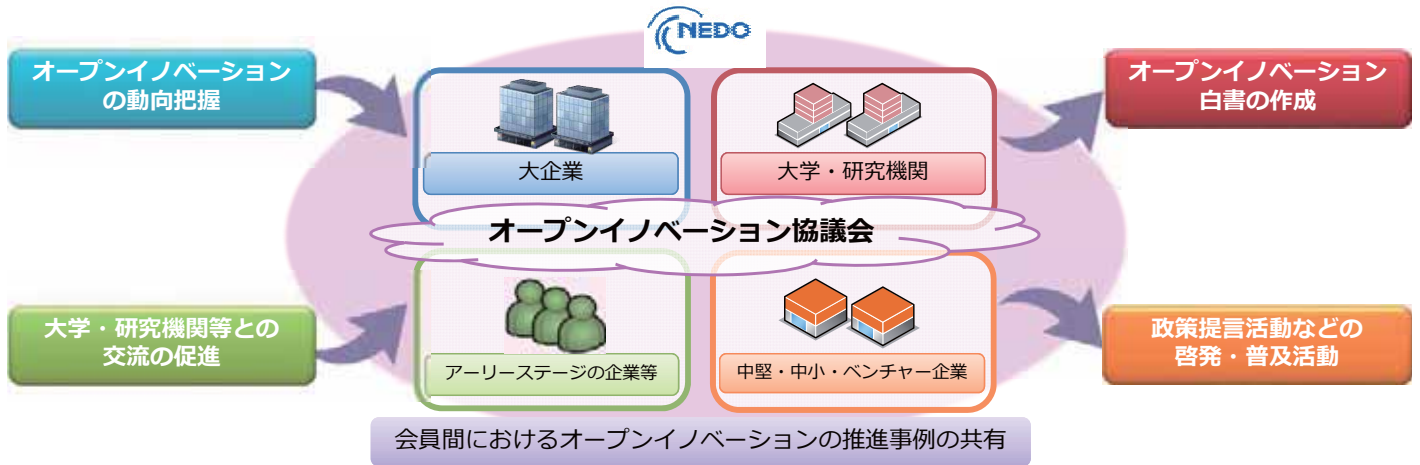 NEDO
オープンイノベーション
の動向把握
大企業
大学・研究機関
オープンイノベーション
白書の作成
オープンイノベーション協議会
大学・研究機関等との
交流の促進
アーリーステージの企業等
中堅・中小・ベンチャー企業
政策提言活動などの
啓発・普及活動
会員間におけるオープンイノベーションの推進事例の共有